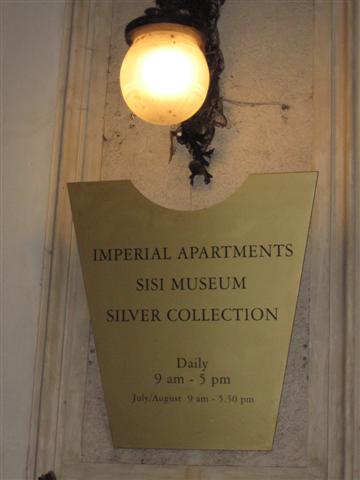 IMPERIAL APARTMENTS
SISI MUSEUM
SILVER COLLECTION
Daily
9 am - 5 pm
July/August 9 am - 5.30 pm